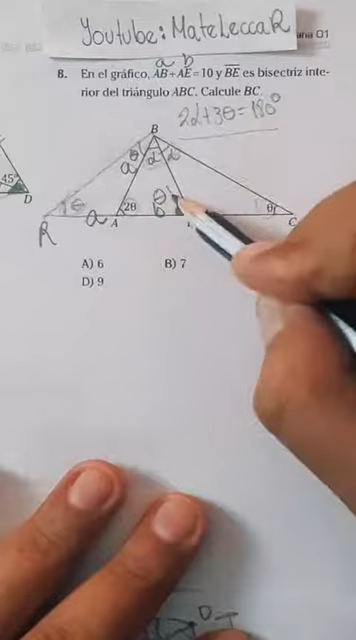 Youtube: MateLeccaR
ana 01
a b
8. En el gráfico, AB + AE = 10 y BE es bisectriz inte-
rior del triángulo ABC. Calcule BC.
2α+3θ=180°
B
θ α α
a
45°
D
θ a 2θ b θ
R A C
A) 6 B) 7
D) 9